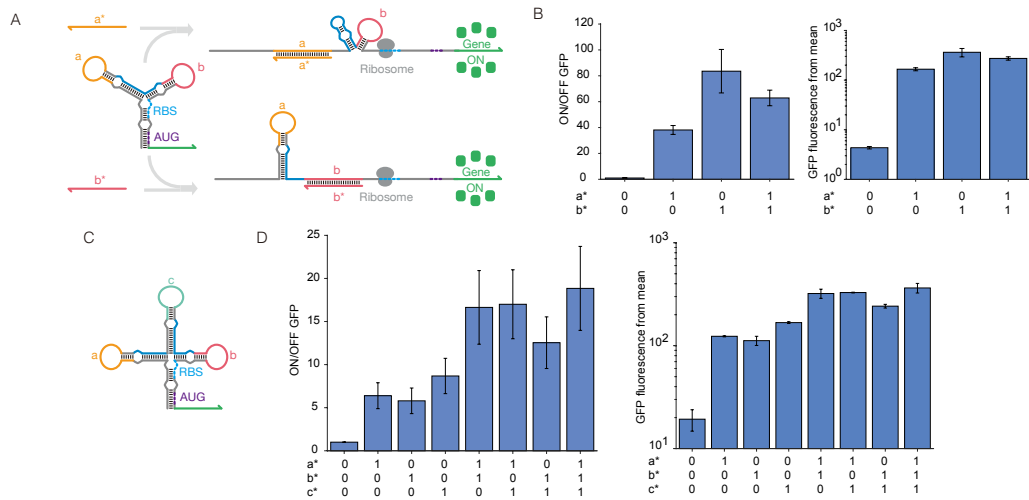 A
a*
a
b
RBS
AUG
b*
a
a*
b
Ribosome
Gene
ON
a
b
b*
Ribosome
Gene
ON
B
ON/OFF GFP
120
100
80
60
40
20
0
a* 0 1 0 1
b* 0 0 1 1
GFP fluorescence from mean
10³
10²
10¹
10⁰
a* 0 1 0 1
b* 0 0 1 1
C
c
a
b
RBS
AUG
D
ON/OFF GFP
25
20
15
10
5
0
a* 0 1 0 0 1 1 0 1
b* 0 0 1 0 1 0 1 1
c* 0 0 0 1 0 1 1 1
GFP fluorescence from mean
10³
10²
10¹
a* 0 1 0 0 1 1 0 1
b* 0 0 1 0 1 0 1 1
c* 0 0 0 1 0 1 1 1